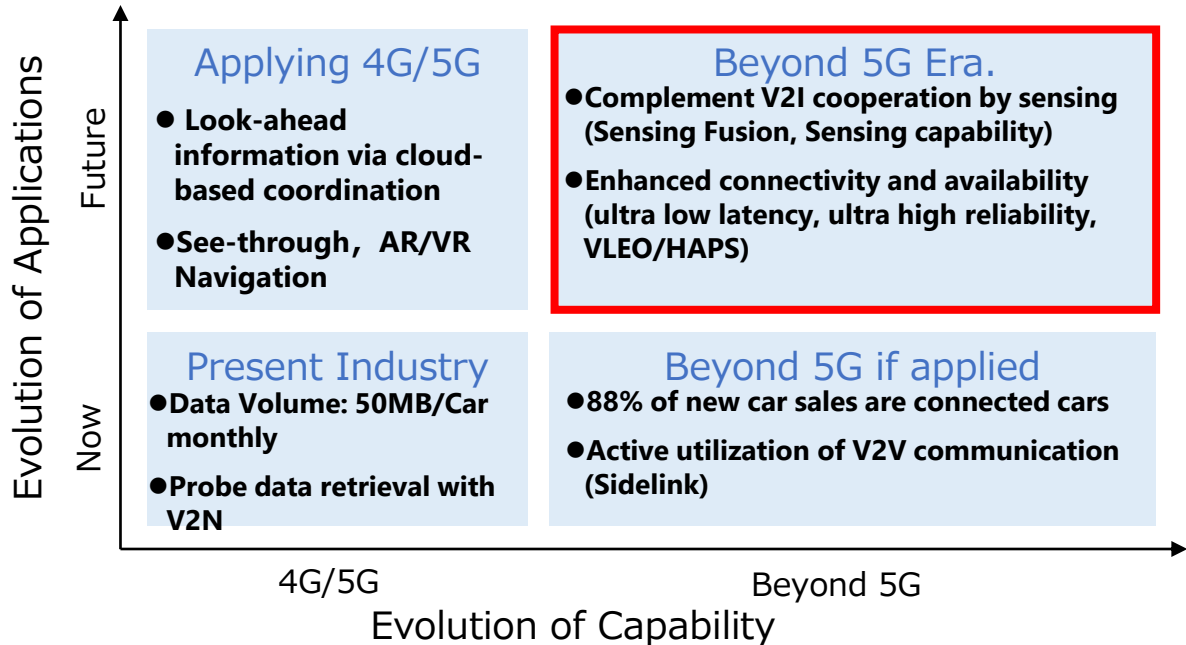 Evolution of Applications
Future
Now
Applying 4G/5G
● Look-ahead
information via cloud-
based coordination
●See-through, AR/VR
Navigation
Beyond 5G Era.
●Complement V2I cooperation by sensing
(Sensing Fusion, Sensing capability)
●Enhanced connectivity and availability
(ultra low latency, ultra high reliability,
VLEO/HAPS)
Present Industry
●Data Volume: 50MB/Car
monthly
●Probe data retrieval with
V2N
Beyond 5G if applied
●88% of new car sales are connected cars
●Active utilization of V2V communication
(Sidelink)
4G/5G
Beyond 5G
Evolution of Capability